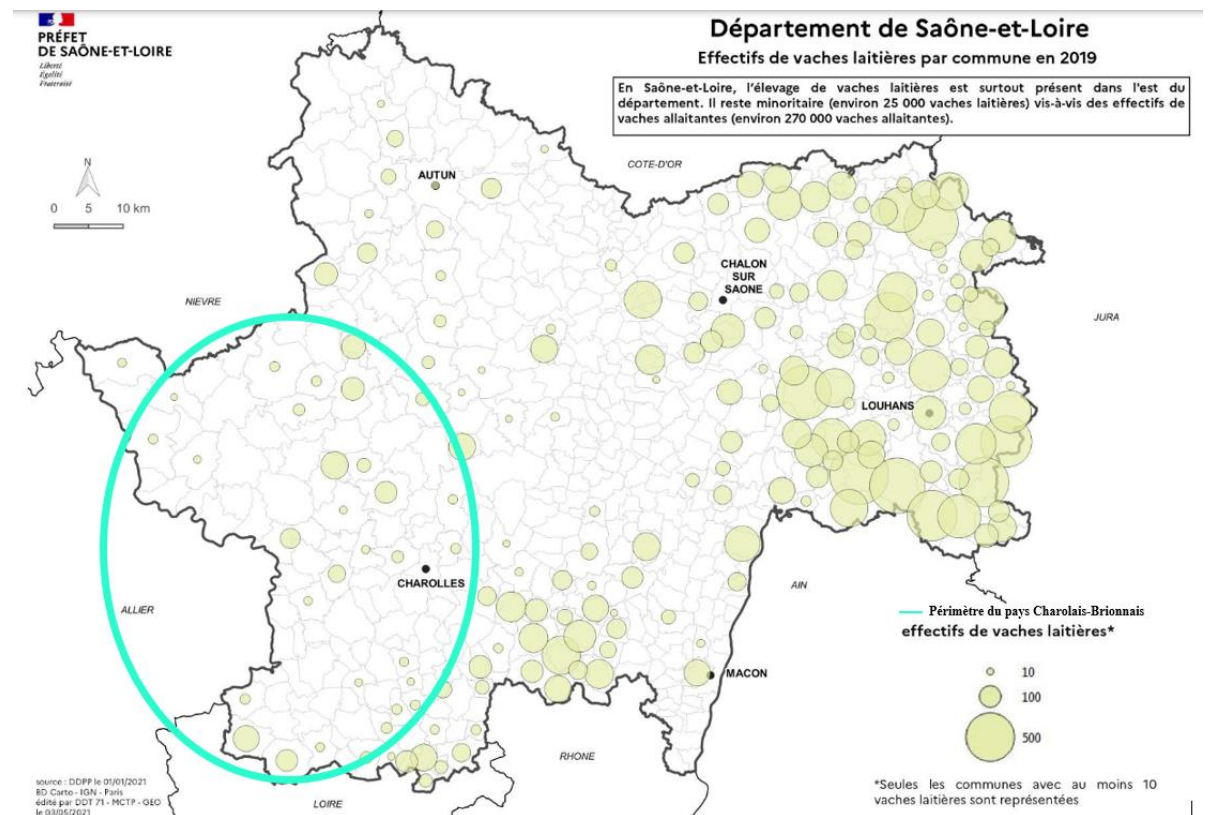 PRÉFET
DE SAÔNE-ET-LOIRE
Liberté
Égalité
Fraternité
Département de Saône-et-Loire
Effectifs de vaches laitières par commune en 2019
En Saône-et-Loire, l'élevage de vaches laitières est surtout présent dans l'est du
département. Il reste minoritaire (environ 25 000 vaches laitières) vis-à-vis des effectifs de
vaches allaitantes (environ 270 000 vaches allaitantes).
N
0 5 10 km
COTE-D'OR
AUTUN
CHALON
SUR
SAONE
NIEVRE
JURA
LOUHANS
CHAROLLES
ALLIER
AIN
MACON
RHONE
LOIRE
Périmètre du pays Charolais-Brionnais
effectifs de vaches laitières*
10
100
500
*Seules les communes avec au moins 10
vaches laitières sont représentées
source : DDPP le 01/01/2021
BD Carto - IGN - Paris
édité par DDT 71 - MCTP - GEO
le 03/05/2021